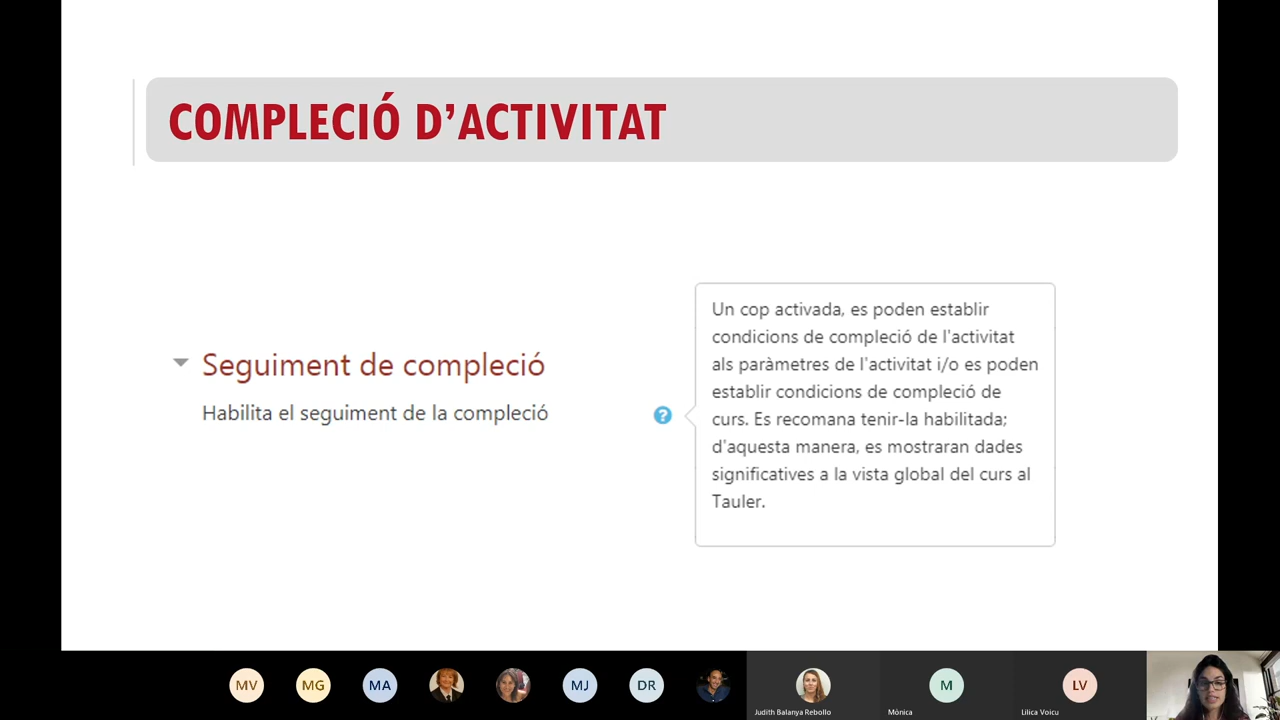 COMPLECIÓ D'ACTIVITAT
Seguiment de compleció
Habilita el seguiment de la compleció
?
Un cop activada, es poden establir
condicions de compleció de l'activitat
als paràmetres de l'activitat i/o es poden
establir condicions de compleció de
curs. Es recomana tenir-la habilitada;
d'aquesta manera, es mostraran dades
significatives a la vista global del curs al
Tauler.
MV
MG
MA
MJ
DR
Judith Balanya Rebollo
M
Mònica
LV
Lilica Voicu